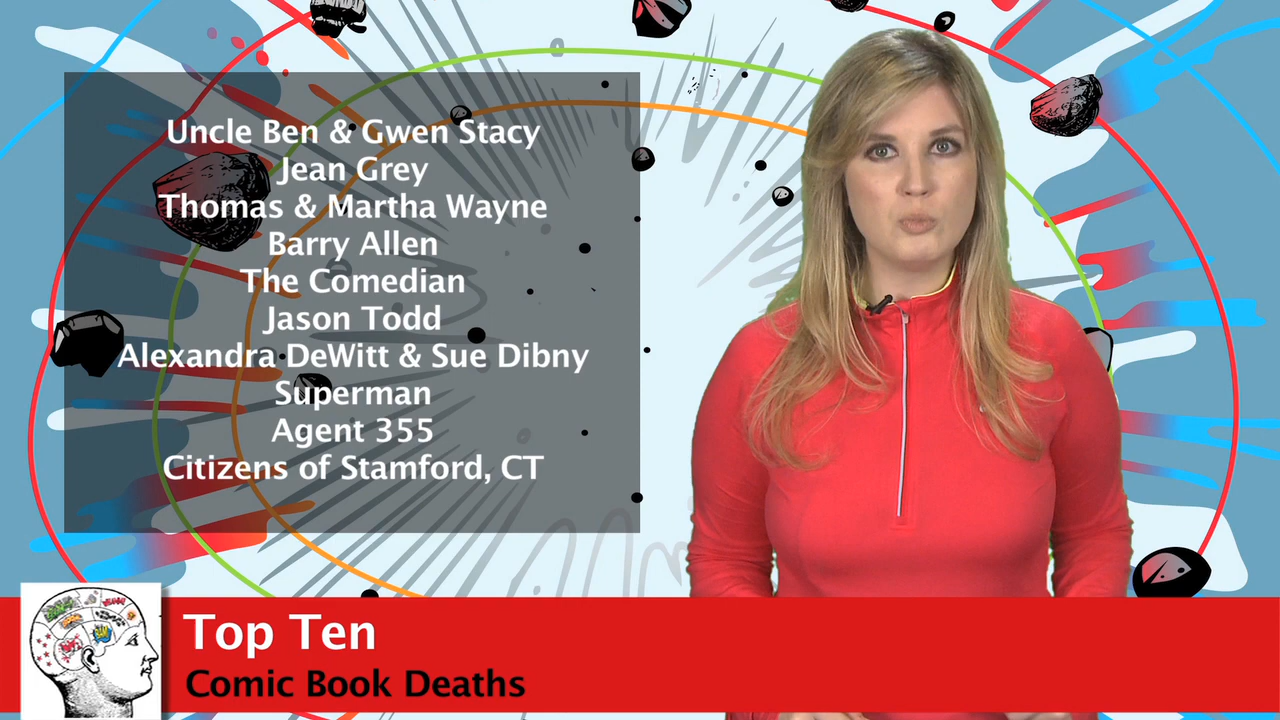 Uncle Ben & Gwen Stacy
Jean Grey
Thomas & Martha Wayne
Barry Allen
The Comedian
Jason Todd
Alexandra DeWitt & Sue Dibny
Superman
Agent 355
Citizens of Stamford, CT
Top Ten
Comic Book Deaths